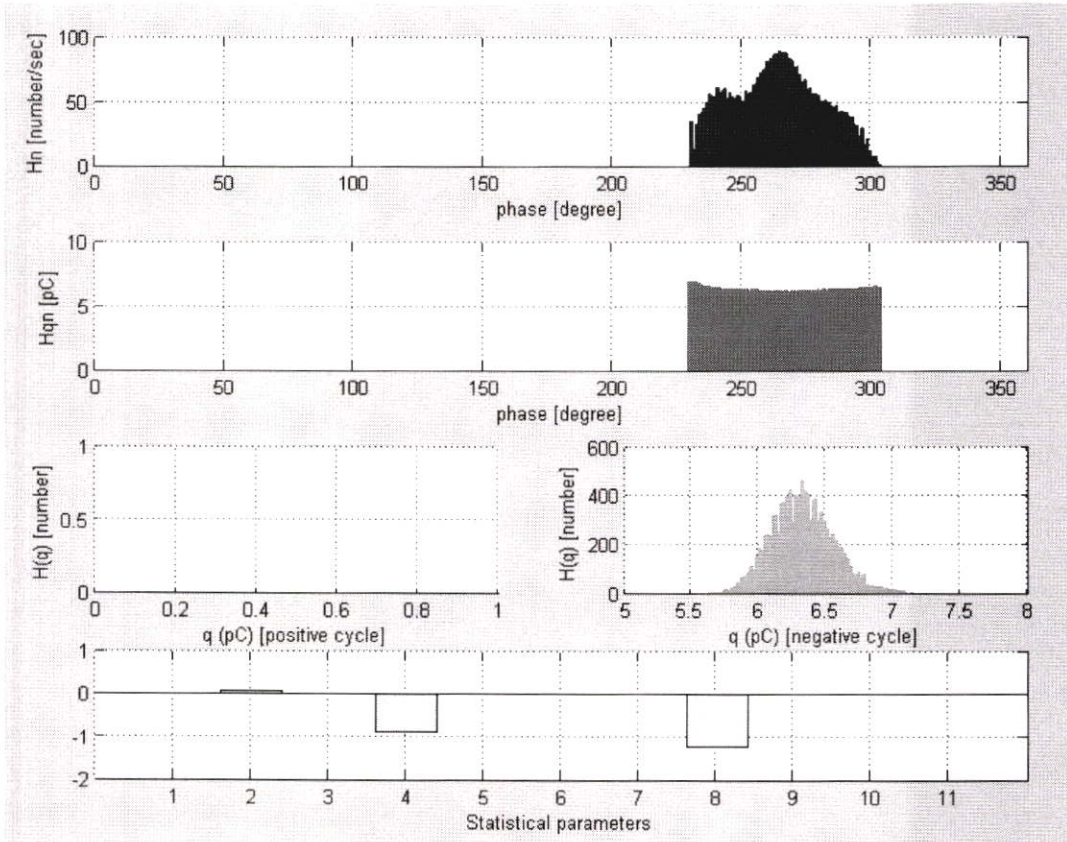 Hn [number/sec]
100
50
0
0 50 100 150 200 250 300 350
phase [degree]
Hqn [pC]
10
5
0
0 50 100 150 200 250 300 350
phase [degree]
H(q) [number]
1
0.5
0
0 0.2 0.4 0.6 0.8 1
q (pC) [positive cycle]
H(q) [number]
600
400
200
0
5 5.5 6 6.5 7 7.5 8
q (pC) [negative cycle]
1
0
-1
-2
1 2 3 4 5 6 7 8 9 10 11
Statistical parameters